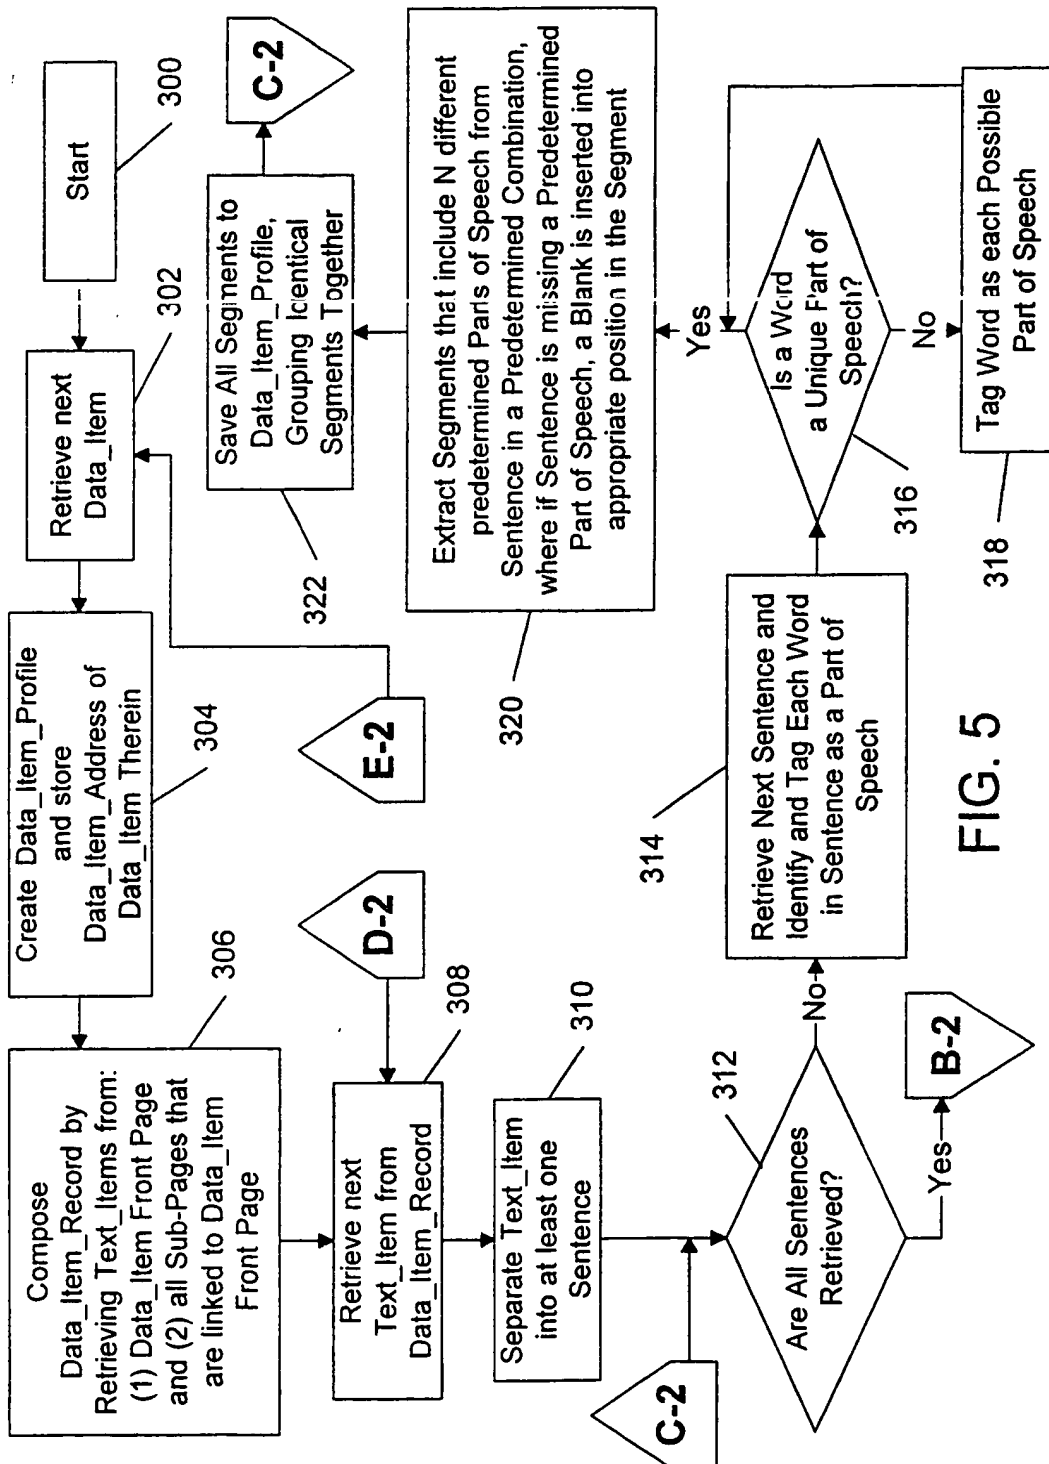 Start
300
Retrieve next
Data_Item
302
Create Data_Item_Profile
and store
Data_Item_Address of
Data_Item Therein
304
Compose
Data_Item_Record by
Retrieving Text_Items from:
(1) Data_Item Front Page
and (2) all Sub-Pages that
are linked to Data_Item
Front Page
306
E-2
D-2
Retrieve next
Text_Item from
Data_Item_Record
308
Separate Text_Item
into at least one
Sentence
310
C-2
Are All Sentences
Retrieved?
312
Yes
B-2
No
Retrieve Next Sentence and
Identify and Tag Each Word
in Sentence as a Part of
Speech
314
Is a Word
a Unique Part of
Speech?
316
No
Tag Word as each Possible
Part of Speech
318
Yes
Extract Segments that include N different
predetermined Parts of Speech from
Sentence in a Predetermined Combination,
where if Sentence is missing a Predetermined
Part of Speech, a Blank is inserted into
appropriate position in the Segment
320
Save All Segments to
Data_Item_Profile,
Grouping Identical
Segments Together
322
C-2
FIG. 5